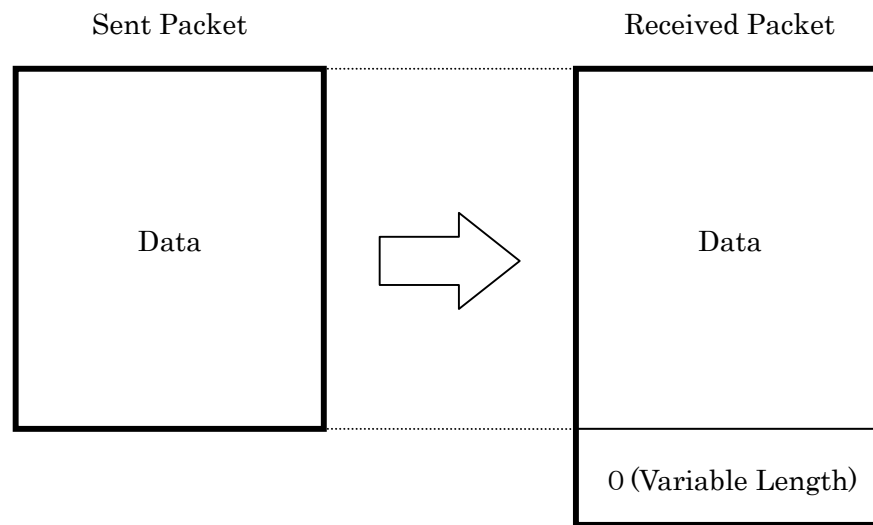 Sent Packet
Received Packet
Data
Data
0 (Variable Length)